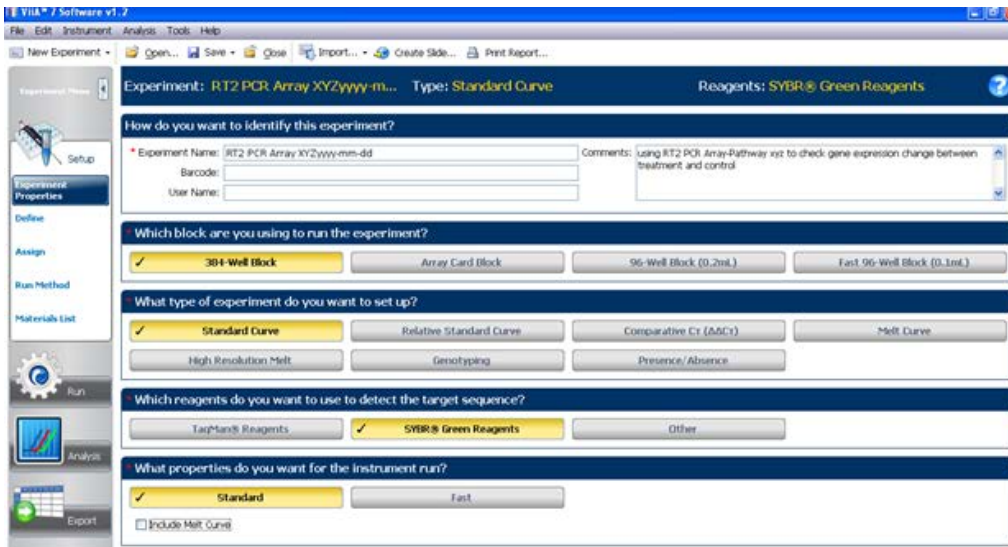 ViiA™ 7 Software v1.2
File Edit Instrument Analysis Tools Help
New Experiment Open... Save Close Import... Create Slide... Print Report...
Experiment Menu
Experiment: RT2 PCR Array XYZyyyy-m... Type: Standard Curve Reagents: SYBR® Green Reagents
How do you want to identify this experiment?
* Experiment Name: RT2 PCR Array XYZyyyy-mm-dd
Barcode:
User Name:
Comments: using RT2 PCR Array-Pathway xyz to check gene expression change between
treatment and control
Setup
Experiment
Properties
Define
Assign
Run Method
Materials List
Run
Analysis
Export
* Which block are you using to run the experiment?
✓ 384-Well Block Array Card Block 96-Well Block (0.2mL) Fast 96-Well Block (0.1mL)
* What type of experiment do you want to set up?
✓ Standard Curve Relative Standard Curve Comparative CT (ΔΔCT) Melt Curve
High Resolution Melt Genotyping Presence/Absence
* Which reagents do you want to use to detect the target sequence?
TaqMan® Reagents ✓ SYBR® Green Reagents Other
* What properties do you want for the instrument run?
✓ Standard Fast
Include Melt Curve